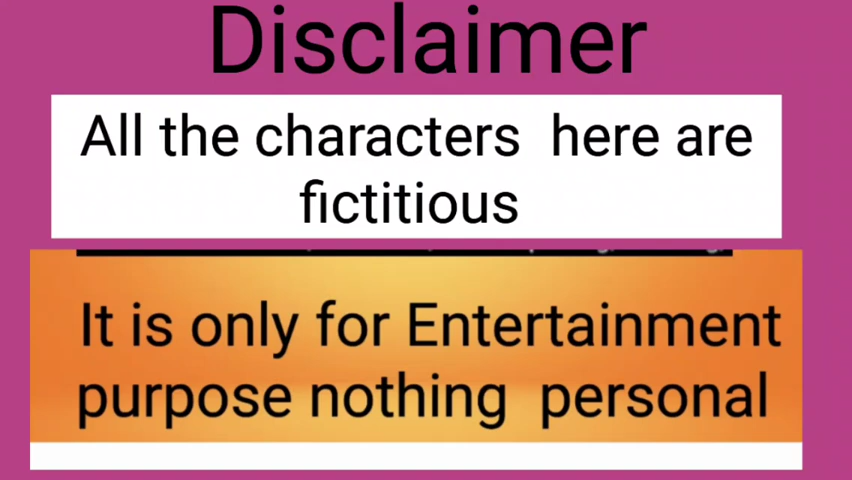 Disclaimer
All the characters here are
fictitious
It is only for Entertainment
purpose nothing personal